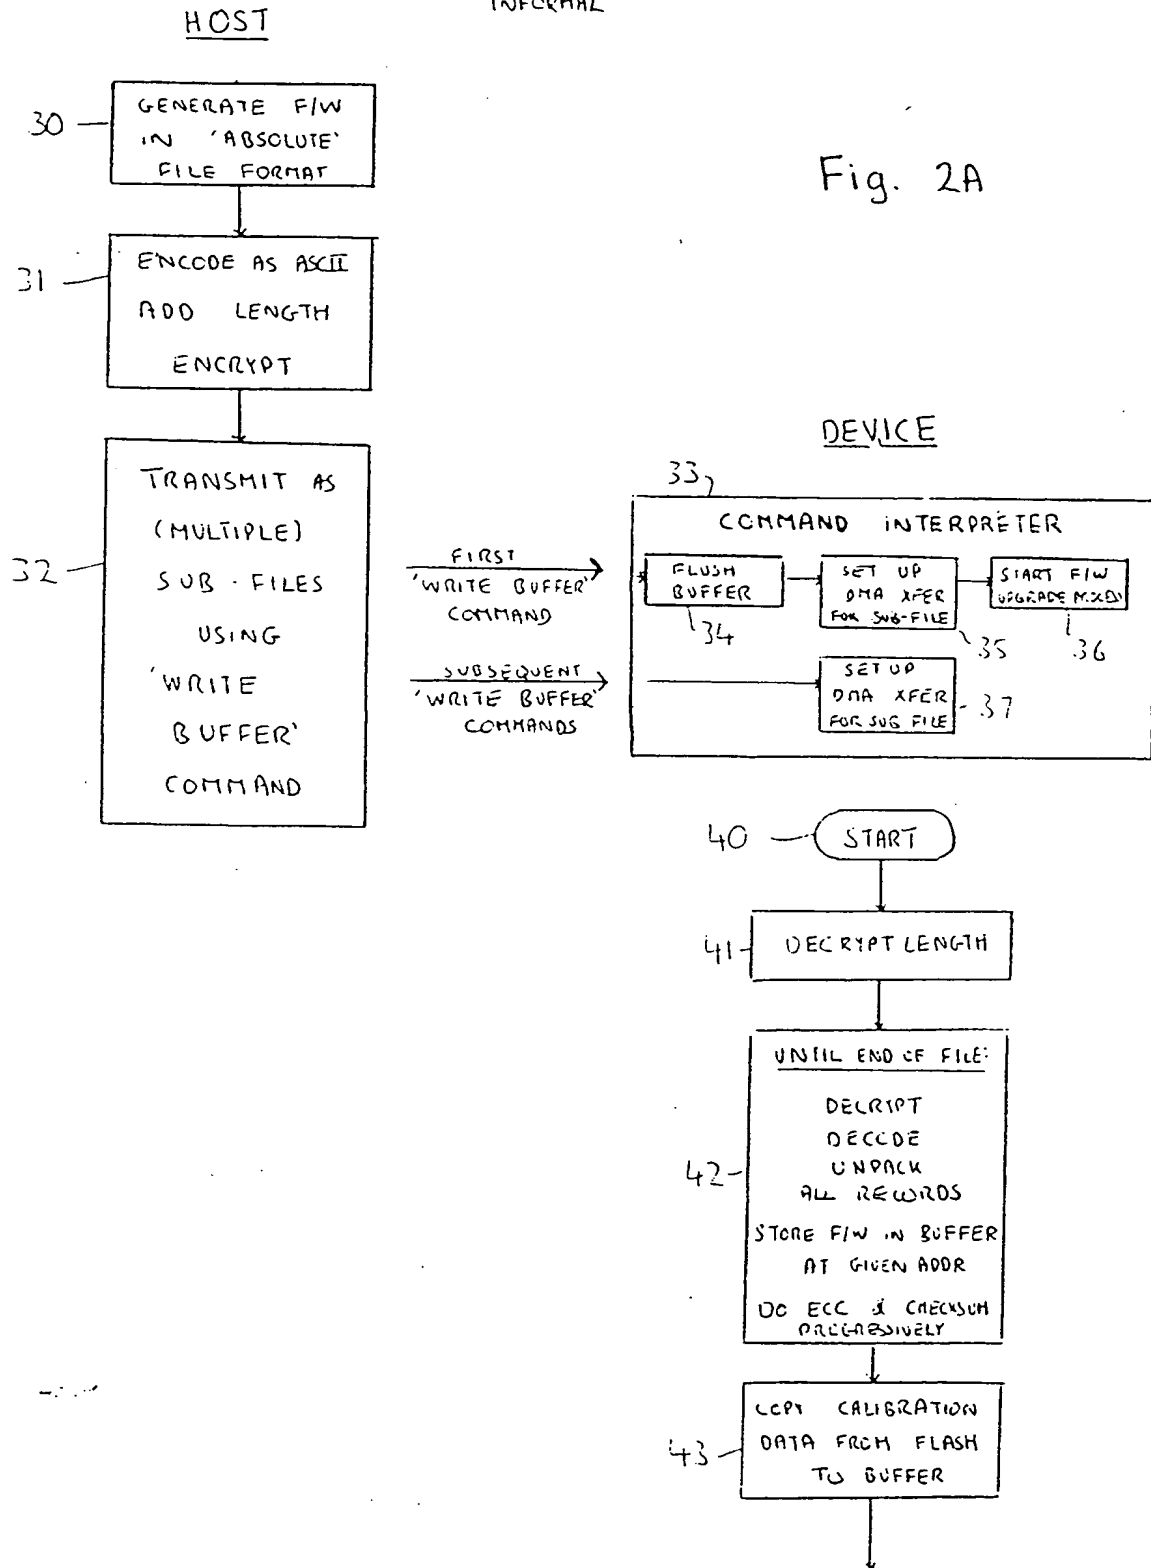 INFORMAL
HOST
30
GENERATE F/W
IN 'ABSOLUTE'
FILE FORMAT
Fig. 2A
31
ENCODE AS ASCII
ADD LENGTH
ENCRYPT
32
TRANSMIT AS
(MULTIPLE)
SUB-FILES
USING
'WRITE
BUFFER'
COMMAND
FIRST
'WRITE BUFFER'
COMMAND
SUBSEQUENT
'WRITE BUFFER'
COMMANDS
DEVICE
33
COMMAND INTERPRETER
FLUSH
BUFFER
34
SET UP
DMA XFER
FOR SUB-FILE
35
START F/W
UPGRADE
36
SET UP
DMA XFER
FOR SUB FILE
37
40
START
41
DECRYPT LENGTH
42
UNTIL END OF FILE:
DECRYPT
DECODE
UNPACK
ALL RECORDS
STORE F/W IN BUFFER
AT GIVEN ADDR
DO ECC & CHECKSUM
PROGRESSIVELY
43
COPY CALIBRATION
DATA FROM FLASH
TO BUFFER